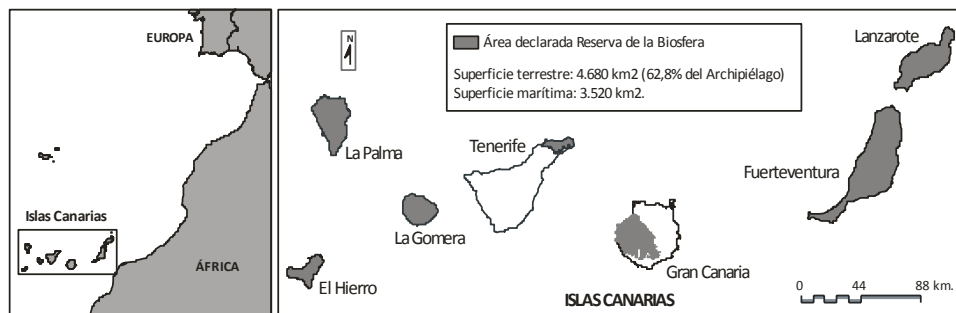 EUROPA
Islas Canarias
ÁFRICA
N
Área declarada Reserva de la Biosfera
Superficie terrestre: 4.680 km2 (62,8% del Archipiélago)
Superficie marítima: 3.520 km2.
Lanzarote
La Palma
Tenerife
Fuerteventura
La Gomera
Gran Canaria
El Hierro
ISLAS CANARIAS
0 44 88 km.